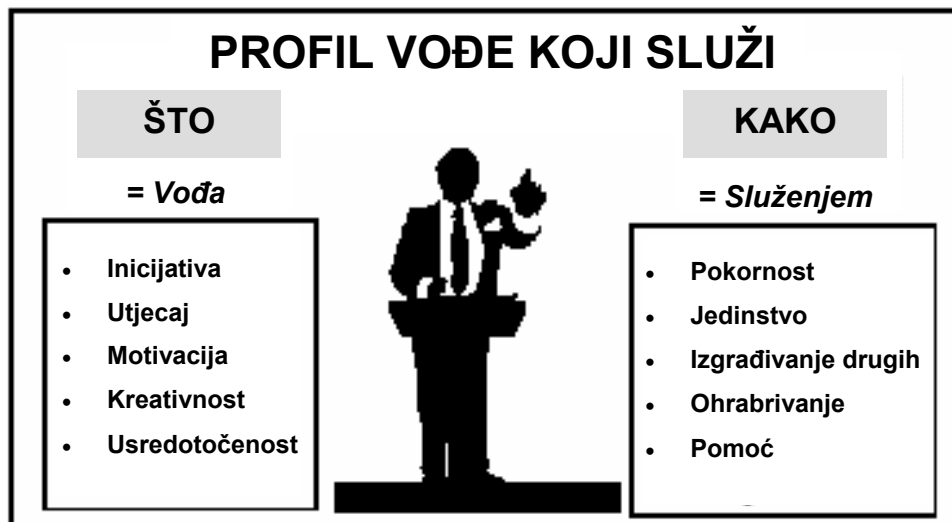 PROFIL VOĐE KOJI SLUŽI
ŠTO
= Vođa
• Inicijativa
• Utjecaj
• Motivacija
• Kreativnost
• Usredotočenost
KAKO
= Služenjem
• Pokornost
• Jedinstvo
• Izgrađivanje drugih
• Ohrabrivanje
• Pomoć